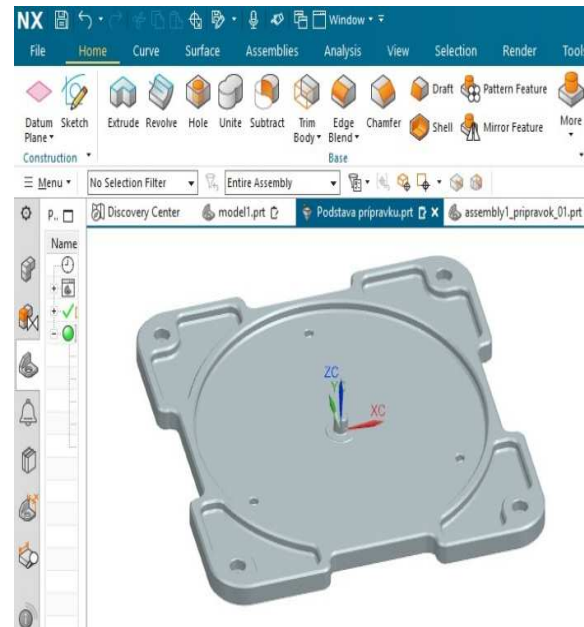 NX Window
File Home Curve Surface Assemblies Analysis View Selection Render Tools
Datum Plane Sketch Extrude Revolve Hole Unite Subtract Trim Body Edge Blend Chamfer Draft Shell Pattern Feature Mirror Feature More
Construction Base
Menu No Selection Filter Entire Assembly
P.. Discovery Center model1.prt Podstava prípravku.prt assembly1_pripravok_01.prt
Name
ZC
YC
XC